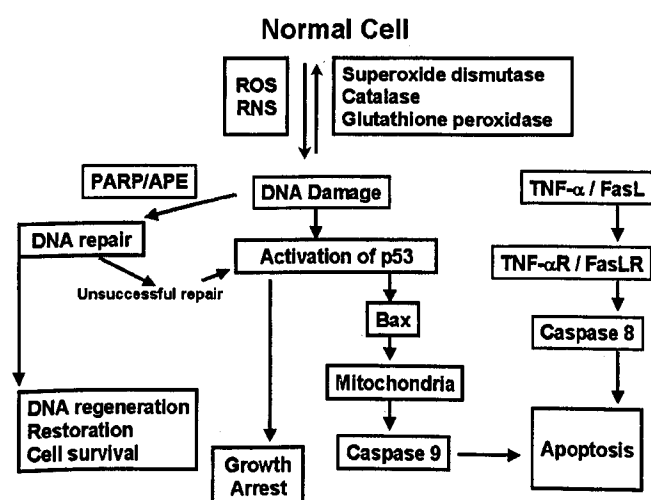 Normal Cell
ROS
RNS
Superoxide dismutase
Catalase
Glutathione peroxidase
PARP/APE
DNA Damage
TNF-α / FasL
DNA repair
Activation of p53
TNF-αR / FasLR
Unsuccessful repair
Bax
Caspase 8
Mitochondria
DNA regeneration
Restoration
Cell survival
Growth
Arrest
Caspase 9
Apoptosis